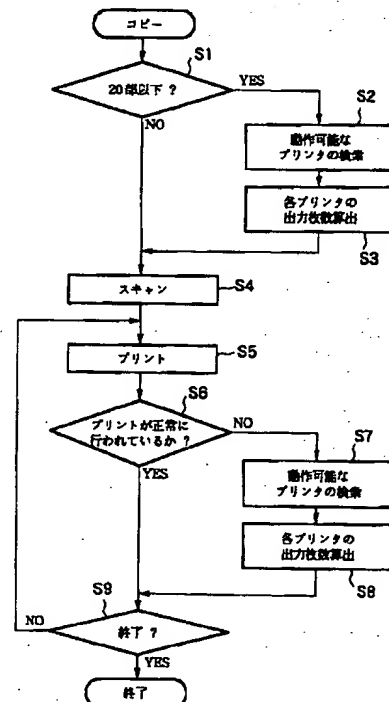 コピー
S1
20部以下？
YES
NO
S2
動作可能な
プリンタの検索
各プリンタの
出力枚数算出
S3
スキャン
S4
プリント
S5
S6
プリントが正常に
行われているか？
NO
YES
S7
動作可能な
プリンタの検索
各プリンタの
出力枚数算出
S8
S9
終了？
NO
YES
終了